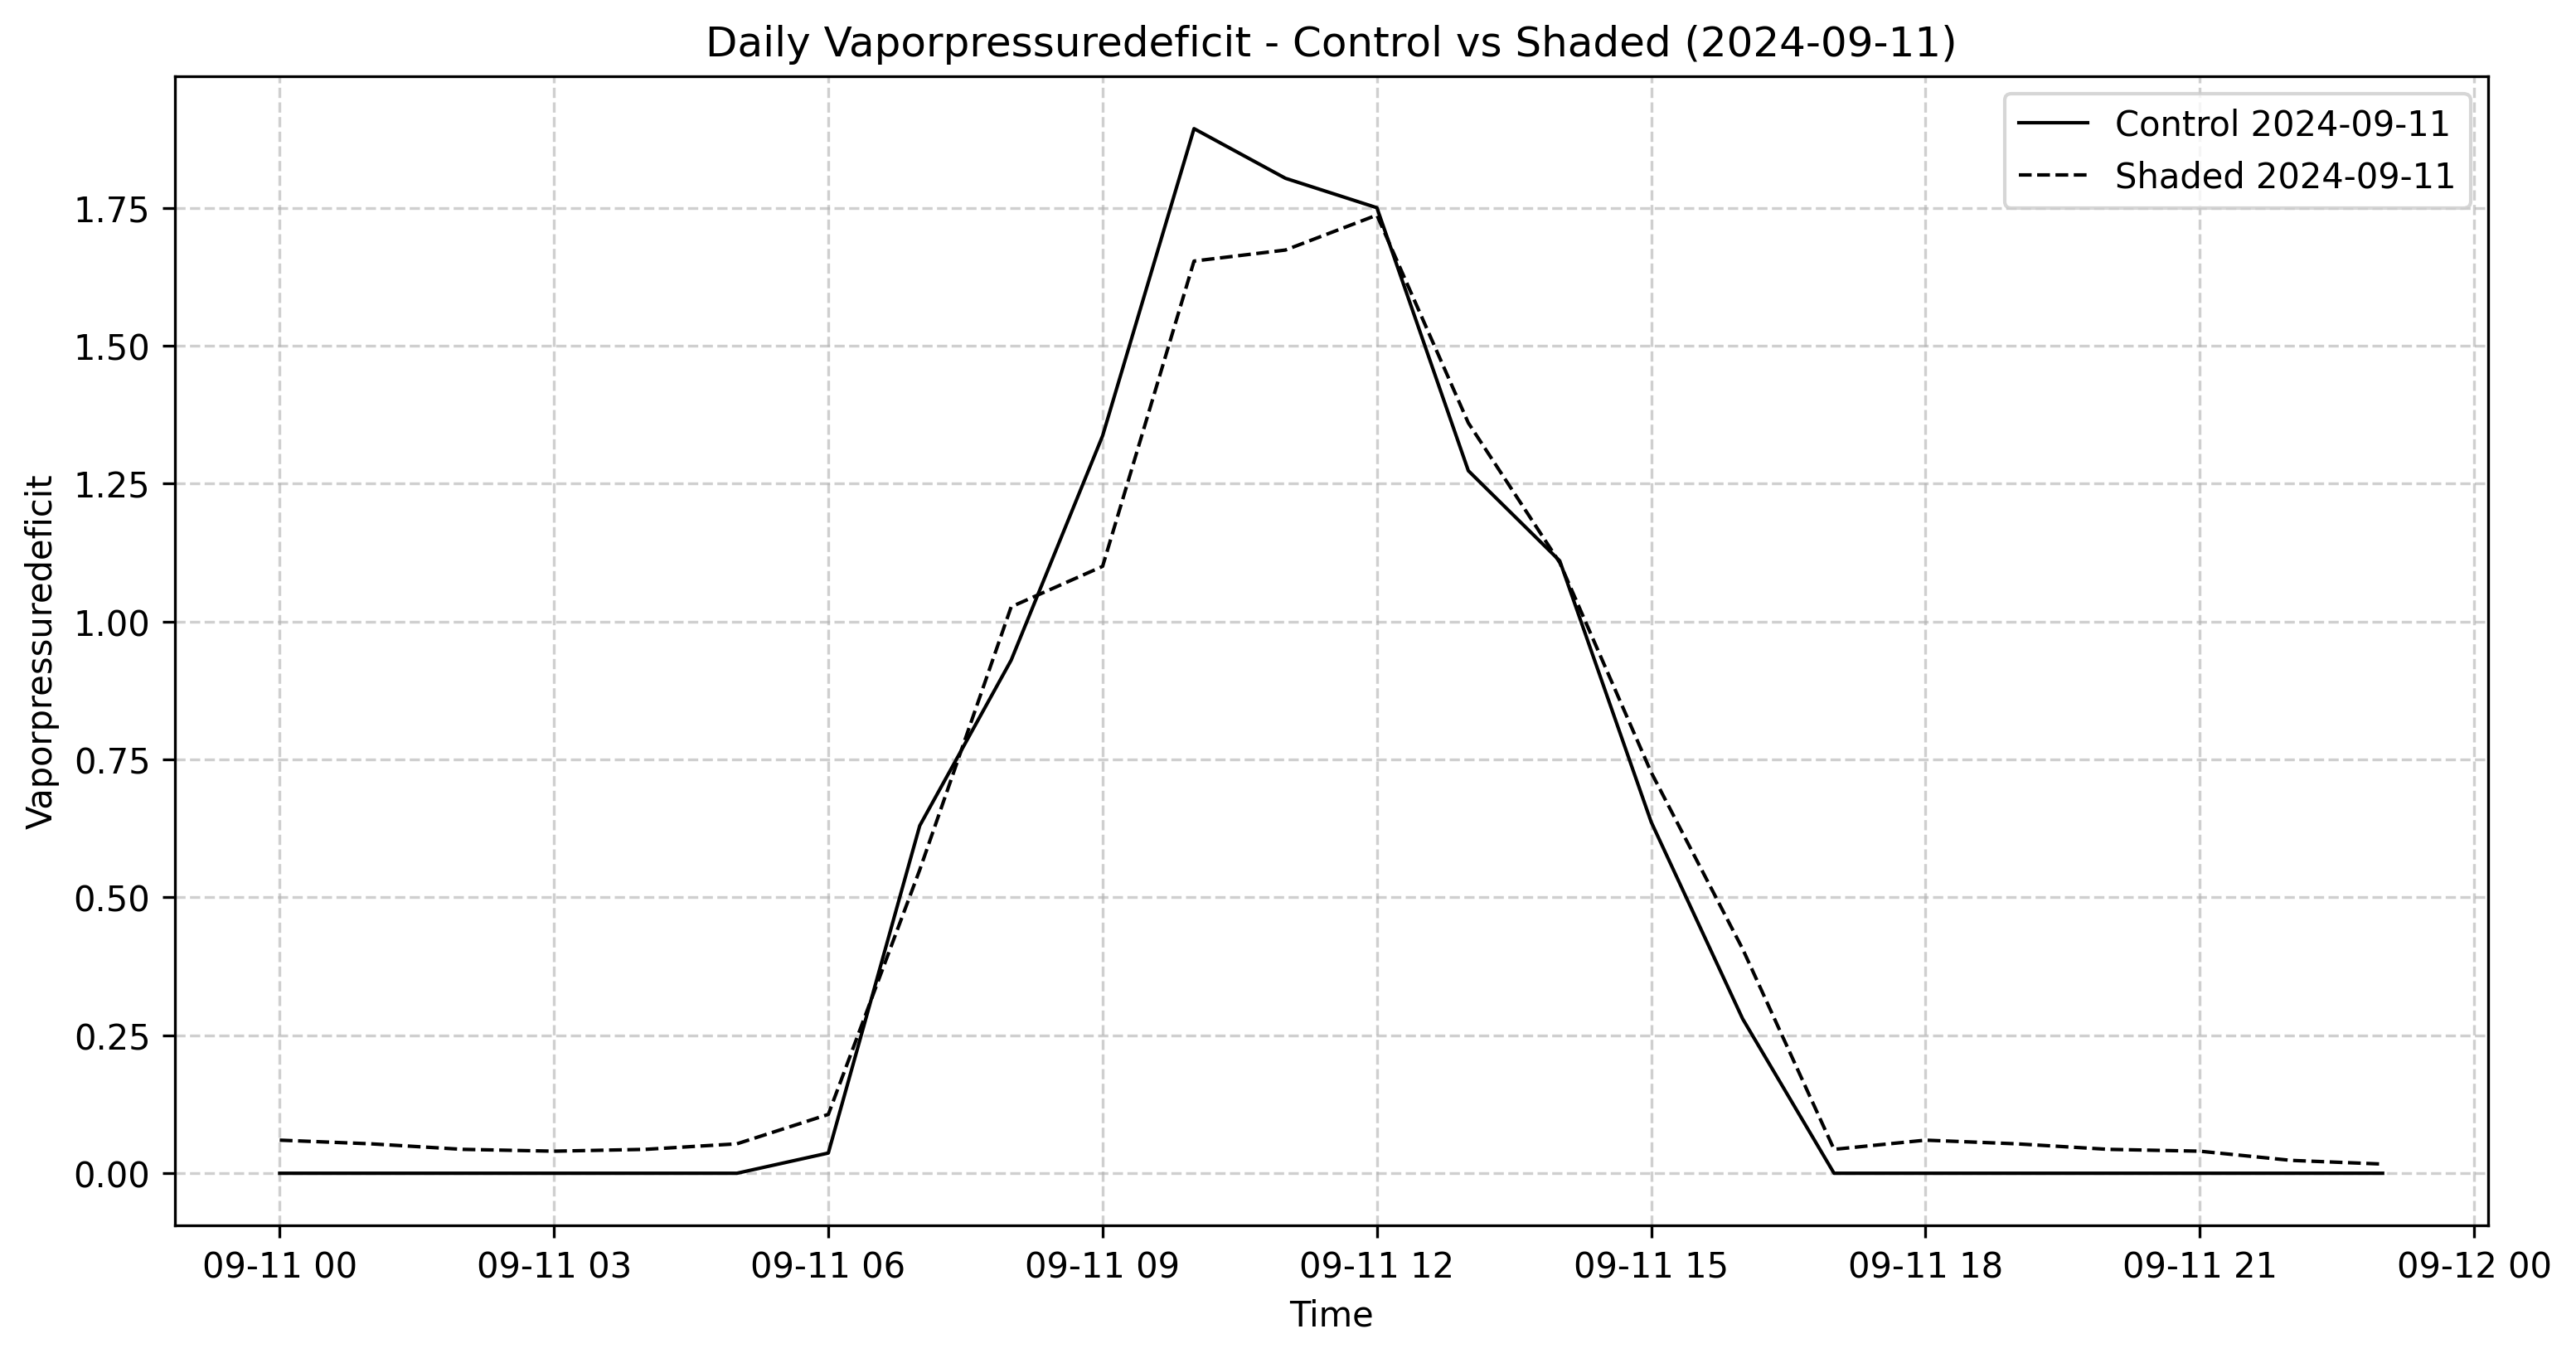 Daily Vaporpressuredeficit - Control vs Shaded (2024-09-11)
Control 2024-09-11
Shaded 2024-09-11
Vaporpressuredeficit
1.75
1.50
1.25
1.00
0.75
0.50
0.25
0.00
09-11 00 09-11 03 09-11 06 09-11 09 09-11 12 09-11 15 09-11 18 09-11 21 09-12 00
Time